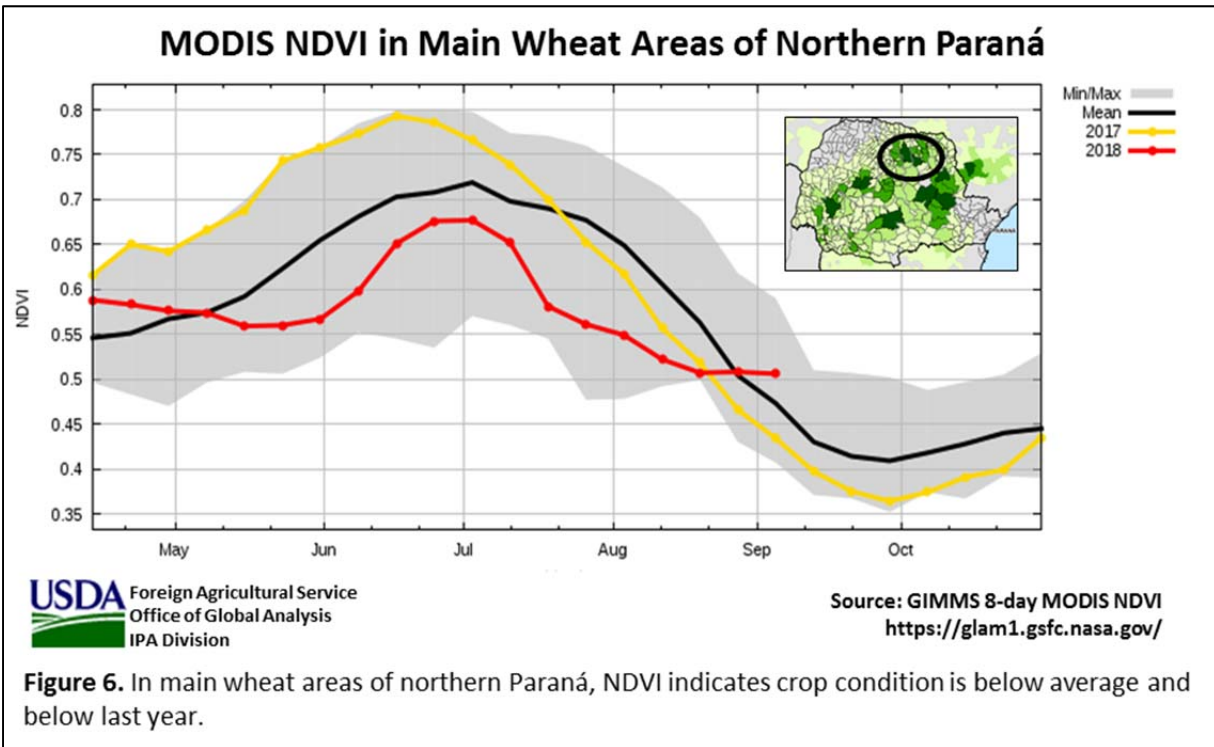 MODIS NDVI in Main Wheat Areas of Northern Paraná
Min/Max
Mean
2017
2018
0.8
0.75
0.7
0.65
0.6
0.55
0.5
0.45
0.4
0.35
NDVI
May
Jun
Jul
Aug
Sep
Oct
USDA
Foreign Agricultural Service
Office of Global Analysis
IPA Division
Source: GIMMS 8-day MODIS NDVI
https://glam1.gsfc.nasa.gov/
Figure 6. In main wheat areas of northern Paraná, NDVI indicates crop condition is below average and
below last year.